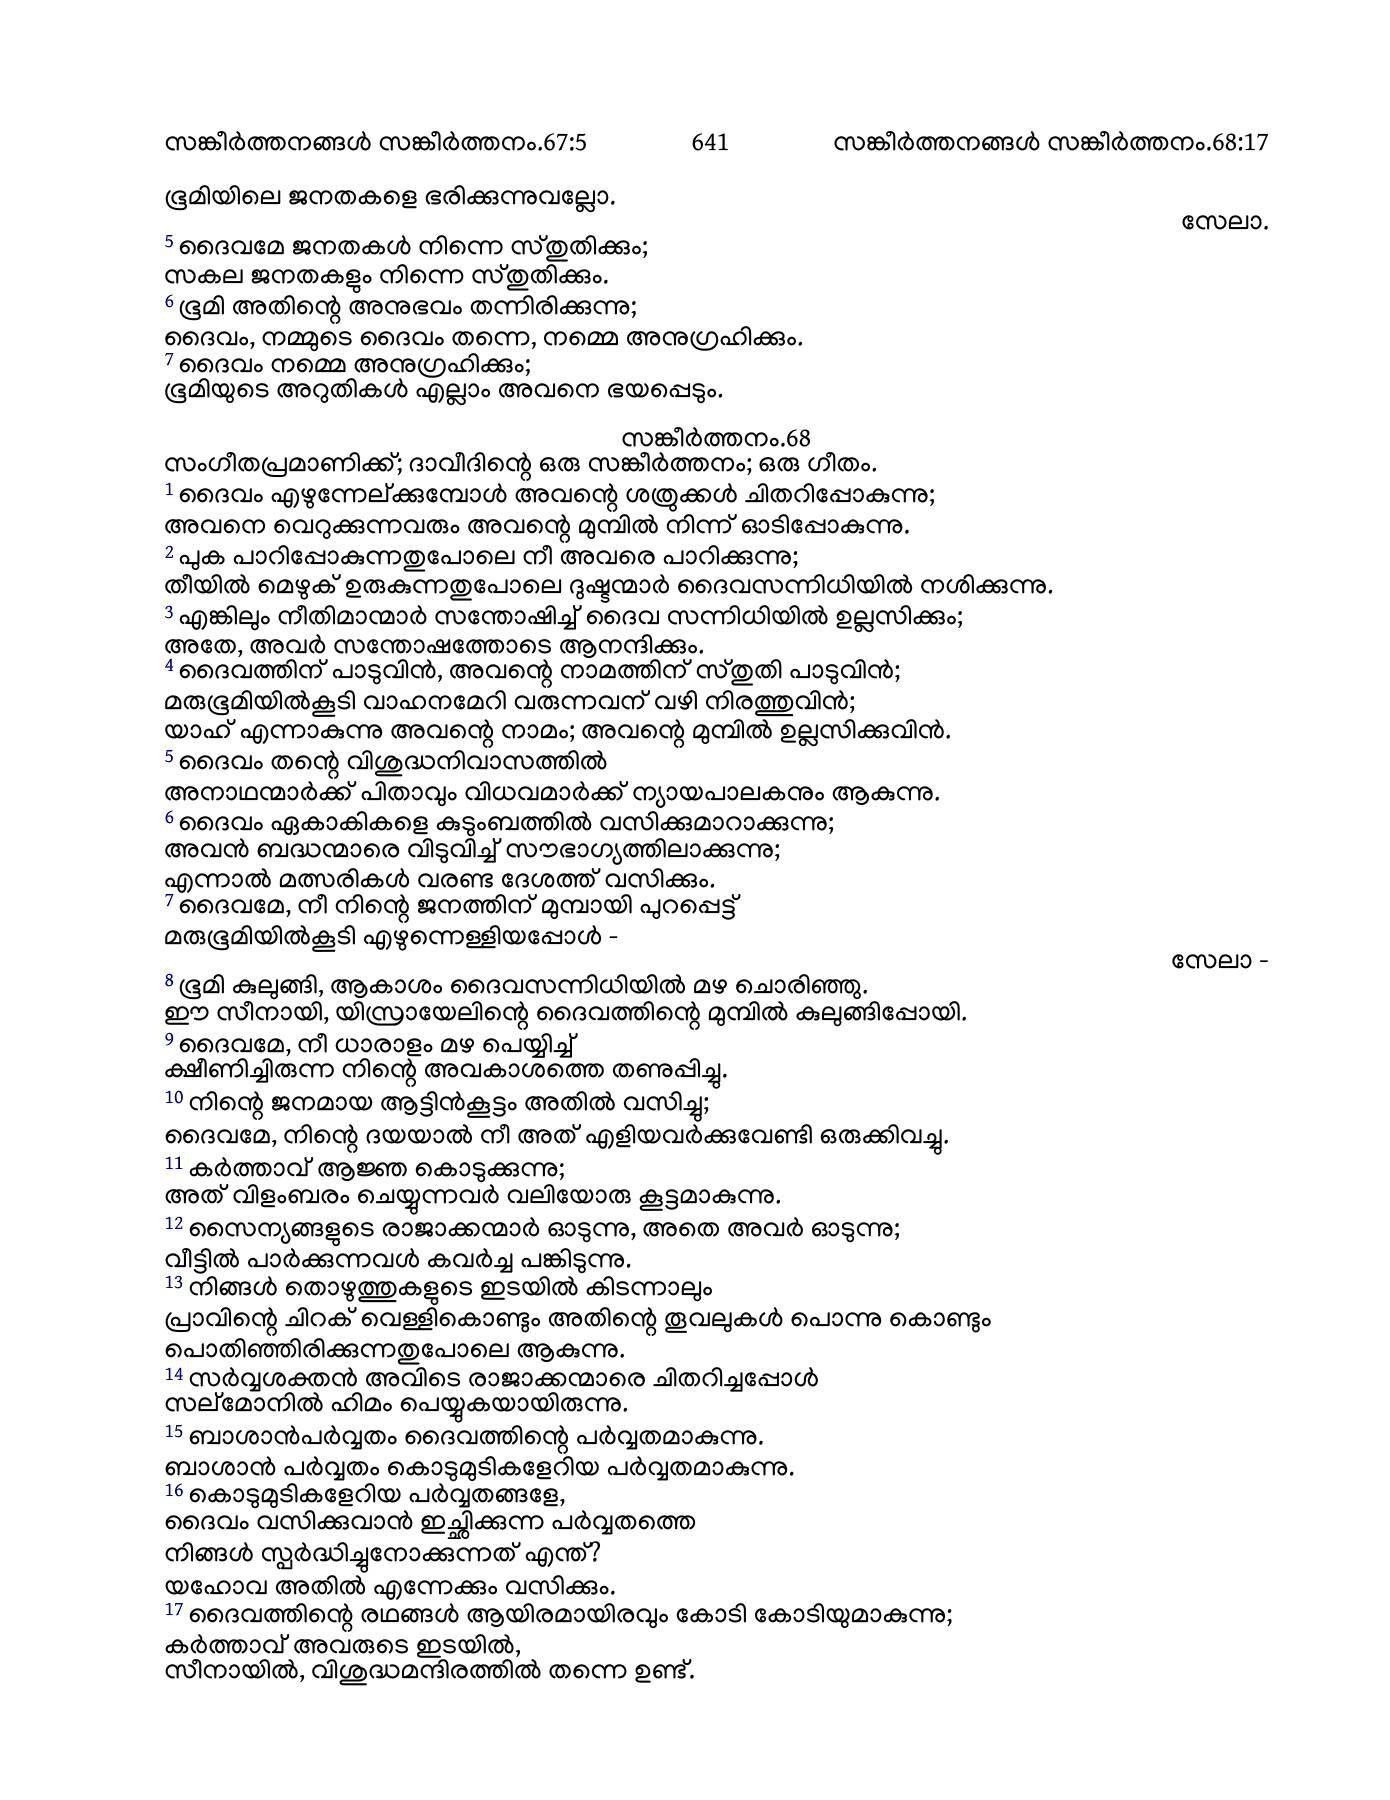 സങ്കീർത്തനങ്ങൾ സങ്കീർത്തനം.67:5 641 സങ്കീർത്തനങ്ങൾ സങ്കീർത്തനം.68:17
ഭൂമിയിലെ ജനതകളെ ഭരിക്കുന്നുവല്ലോ.
സേലാ.
5 ദൈവമേ ജനതകൾ നിന്നെ സ്തുതിക്കും;
സകല ജനതകളും നിന്നെ സ്തുതിക്കും.
6 ഭൂമി അതിന്റെ അനുഭവം തന്നിരിക്കുന്നു;
ദൈവം, നമ്മുടെ ദൈവം തന്നെ, നമ്മെ അനുഗ്രഹിക്കും.
7 ദൈവം നമ്മെ അനുഗ്രഹിക്കും;
ഭൂമിയുടെ അറുതികൾ എല്ലാം അവനെ ഭയപ്പെടും.
സങ്കീർത്തനം.68
സംഗീതപ്രമാണിക്ക്; ദാവീദിന്റെ ഒരു സങ്കീർത്തനം; ഒരു ഗീതം.
1 ദൈവം എഴുന്നേല്ക്കുമ്പോൾ അവന്റെ ശത്രുക്കൾ ചിതറിപ്പോകുന്നു;
അവനെ വെറുക്കുന്നവരും അവന്റെ മുമ്പിൽ നിന്ന് ഓടിപ്പോകുന്നു.
2 പുക പാറിപ്പോകുന്നതുപോലെ നീ അവരെ പാറിക്കുന്നു;
തീയിൽ മെഴുക് ഉരുകുന്നതുപോലെ ദുഷ്ടന്മാർ ദൈവസന്നിധിയിൽ നശിക്കുന്നു.
3 എങ്കിലും നീതിമാന്മാർ സന്തോഷിച്ച് ദൈവ സന്നിധിയിൽ ഉല്ലസിക്കും;
അതേ, അവർ സന്തോഷത്തോടെ ആനന്ദിക്കും.
4 ദൈവത്തിന് പാടുവിൻ, അവന്റെ നാമത്തിന് സ്തുതി പാടുവിൻ;
മരുഭൂമിയിൽകൂടി വാഹനമേറി വരുന്നവന് വഴി നിരത്തുവിൻ;
യാഹ് എന്നാകുന്നു അവന്റെ നാമം; അവന്റെ മുമ്പിൽ ഉല്ലസിക്കുവിൻ.
5 ദൈവം തന്റെ വിശുദ്ധനിവാസത്തിൽ
അനാഥന്മാർക്ക് പിതാവും വിധവമാർക്ക് ന്യായപാലകനും ആകുന്നു.
6 ദൈവം ഏകാകികളെ കുടുംബത്തിൽ വസിക്കുമാറാക്കുന്നു;
അവൻ ബദ്ധന്മാരെ വിടുവിച്ച് സൗഭാഗ്യത്തിലാക്കുന്നു;
എന്നാൽ മത്സരികൾ വരണ്ട ദേശത്ത് വസിക്കും.
7 ദൈവമേ, നീ നിന്റെ ജനത്തിന് മുമ്പായി പുറപ്പെട്ട്
മരുഭൂമിയിൽകൂടി എഴുന്നെള്ളിയപ്പോൾ -
സേലാ -
8 ഭൂമി കുലുങ്ങി, ആകാശം ദൈവസന്നിധിയിൽ മഴ ചൊരിഞ്ഞു.
ഈ സീനായി, യിസ്രായേലിന്റെ ദൈവത്തിന്റെ മുമ്പിൽ കുലുങ്ങിപ്പോയി.
9 ദൈവമേ, നീ ധാരാളം മഴ പെയ്യിച്ച്
ക്ഷീണിച്ചിരുന്ന നിന്റെ അവകാശത്തെ തണുപ്പിച്ചു.
10 നിന്റെ ജനമായ ആട്ടിൻകൂട്ടം അതിൽ വസിച്ചു;
ദൈവമേ, നിന്റെ ദയയാൽ നീ അത് എളിയവർക്കുവേണ്ടി ഒരുക്കിവച്ചു.
11 കർത്താവ് ആജ്ഞ കൊടുക്കുന്നു;
അത് വിളംബരം ചെയ്യുന്നവർ വലിയോരു കൂട്ടമാകുന്നു.
12 സൈന്യങ്ങളുടെ രാജാക്കന്മാർ ഓടുന്നു, അതെ അവർ ഓടുന്നു;
വീട്ടിൽ പാർക്കുന്നവൾ കവർച്ച പങ്കിടുന്നു.
13 നിങ്ങൾ തൊഴുത്തുകളുടെ ഇടയിൽ കിടന്നാലും
പ്രാവിന്റെ ചിറക് വെള്ളികൊണ്ടും അതിന്റെ തൂവലുകൾ പൊന്നു കൊണ്ടും
പൊതിഞ്ഞിരിക്കുന്നതുപോലെ ആകുന്നു.
14 സർവ്വശക്തൻ അവിടെ രാജാക്കന്മാരെ ചിതറിച്ചപ്പോൾ
സല്മോനിൽ ഹിമം പെയ്യുകയായിരുന്നു.
15 ബാശാൻപർവ്വതം ദൈവത്തിന്റെ പർവ്വതമാകുന്നു.
ബാശാൻ പർവ്വതം കൊടുമുടികളേറിയ പർവ്വതമാകുന്നു.
16 കൊടുമുടികളേറിയ പർവ്വതങ്ങളേ,
ദൈവം വസിക്കുവാൻ ഇച്ഛിക്കുന്ന പർവ്വതത്തെ
നിങ്ങൾ സ്പർദ്ധിച്ചുനോക്കുന്നത് എന്ത്?
യഹോവ അതിൽ എന്നേക്കും വസിക്കും.
17 ദൈവത്തിന്റെ രഥങ്ങൾ ആയിരമായിരവും കോടി കോടിയുമാകുന്നു;
കർത്താവ് അവരുടെ ഇടയിൽ,
സീനായിൽ, വിശുദ്ധമന്ദിരത്തിൽ തന്നെ ഉണ്ട്.